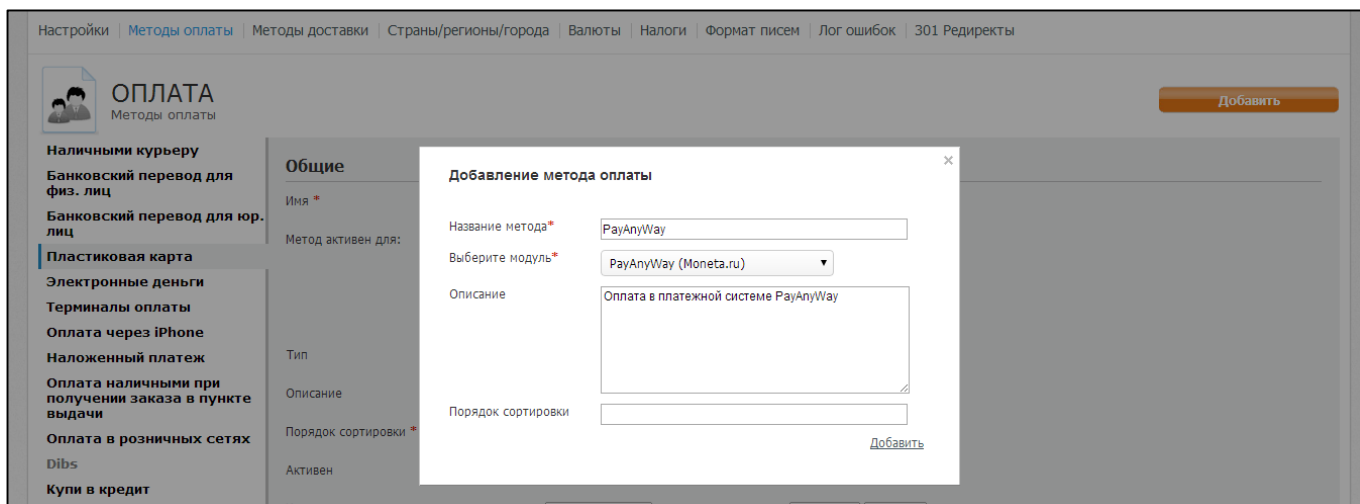 Настройки | Методы оплаты | Методы доставки | Страны/регионы/города | Валюты | Налоги | Формат писем | Лог ошибок | 301 Редиректы
ОПЛАТА
Методы оплаты
Добавить
Наличными курьеру
Банковский перевод для
физ. лиц
Банковский перевод для юр.
лиц
Пластиковая карта
Электронные деньги
Терминалы оплаты
Оплата через iPhone
Наложенный платеж
Оплата наличными при
получении заказа в пункте
выдачи
Оплата в розничных сетях
Dibs
Купи в кредит
Общие
Имя *
Метод активен для:
Тип
Описание
Порядок сортировки *
Активен
Добавление метода оплаты
Название метода* PayAnyWay
Выберите модуль* PayAnyWay (Moneta.ru)
Описание Оплата в платежной системе PayAnyWay
Порядок сортировки
Добавить